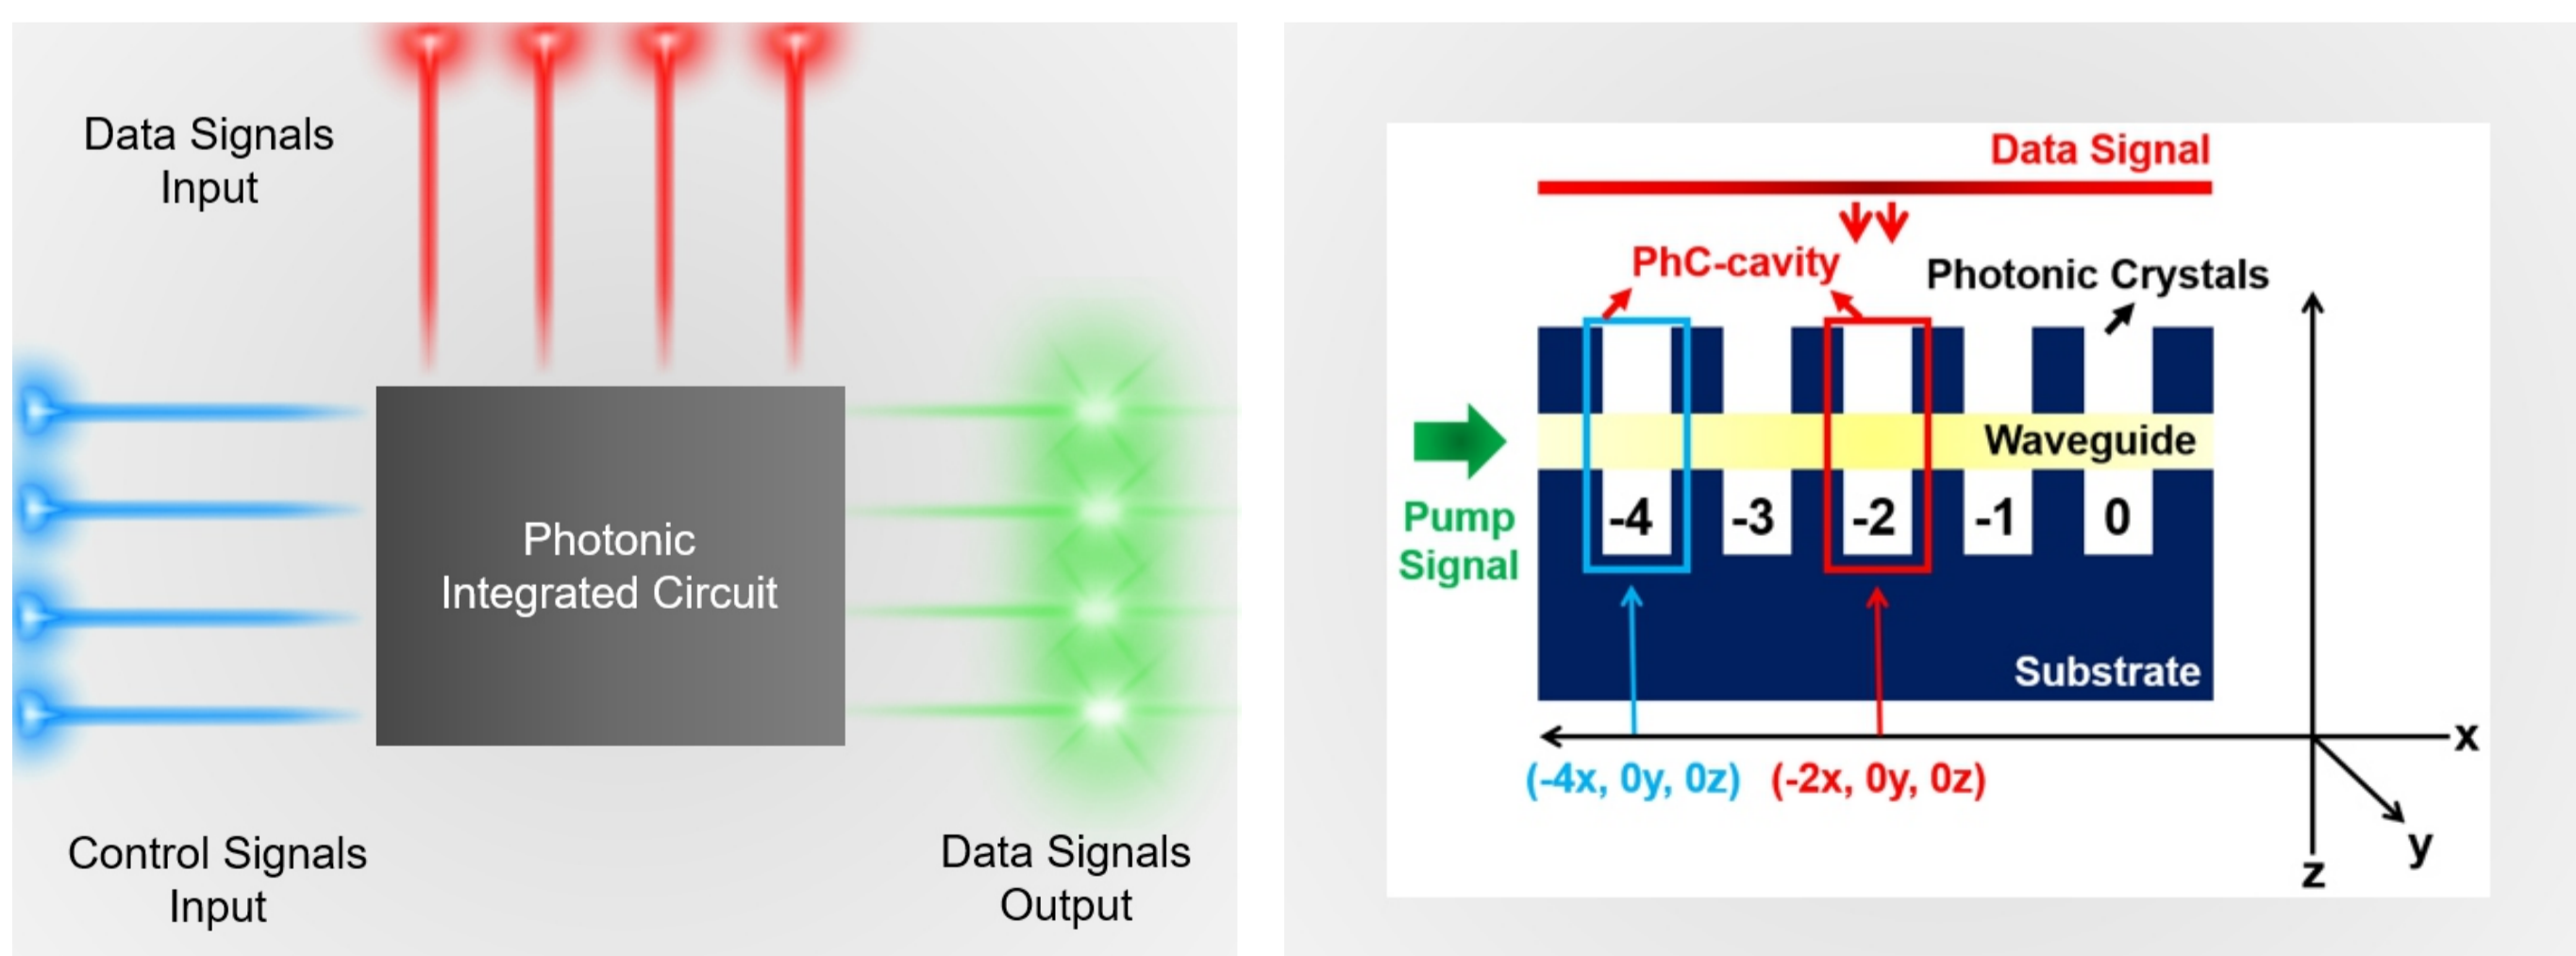 Data Signals
Input
Photonic
Integrated Circuit
Control Signals
Input
Data Signals
Output
Data Signal
PhC-cavity
Photonic Crystals
Waveguide
Pump
Signal
-4 -3 -2 -1 0
Substrate
x
(-4x, 0y, 0z) (-2x, 0y, 0z)
y
z